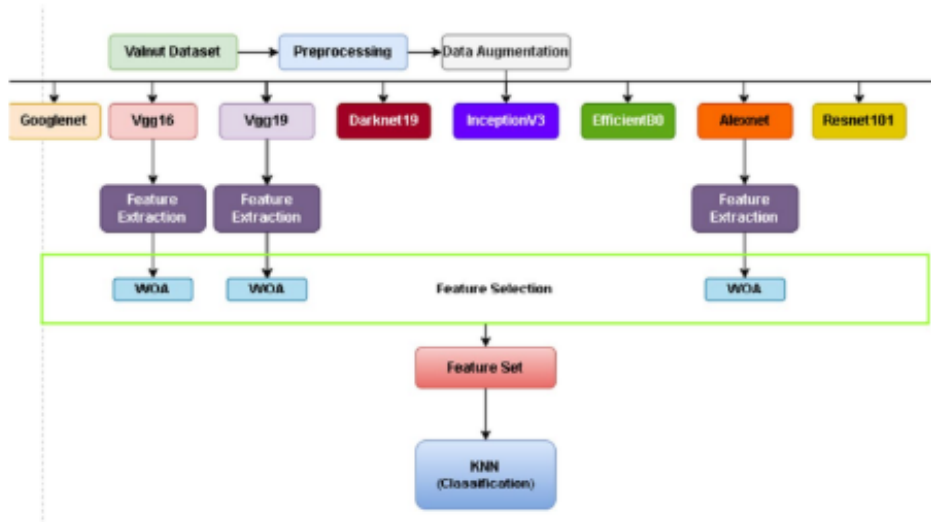 Valnut Dataset
Preprocessing
Data Augmentation
Googlenet
Vgg16
Vgg19
Darknet19
InceptionV3
EfficientB0
Alexnet
Resnet101
Feature
Extraction
Feature
Extraction
Feature
Extraction
WOA
WOA
Feature Selection
WOA
Feature Set
KNN
(Classification)